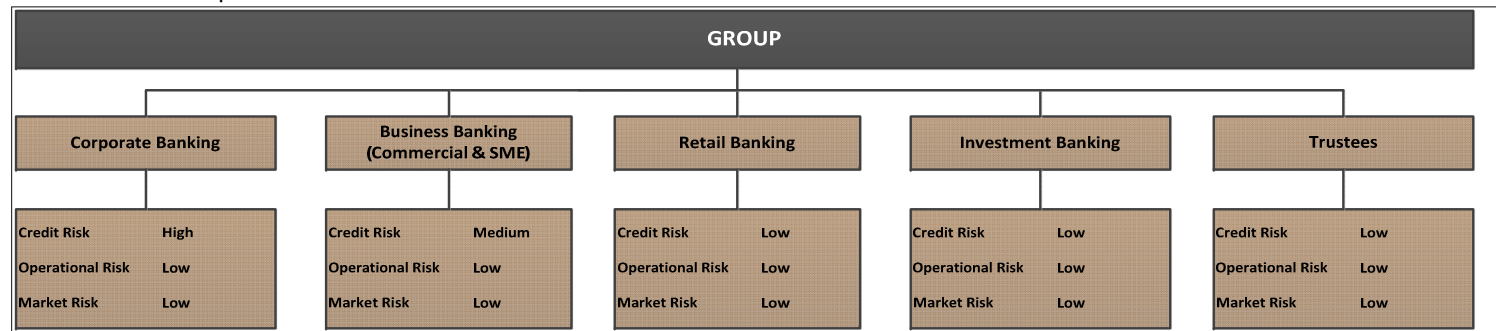 GROUP
Corporate Banking
Business Banking
(Commercial & SME)
Retail Banking
Investment Banking
Trustees
Credit Risk High
Operational Risk Low
Market Risk Low
Credit Risk Medium
Operational Risk Low
Market Risk Low
Credit Risk Low
Operational Risk Low
Market Risk Low
Credit Risk Low
Operational Risk Low
Market Risk Low
Credit Risk Low
Operational Risk Low
Market Risk Low